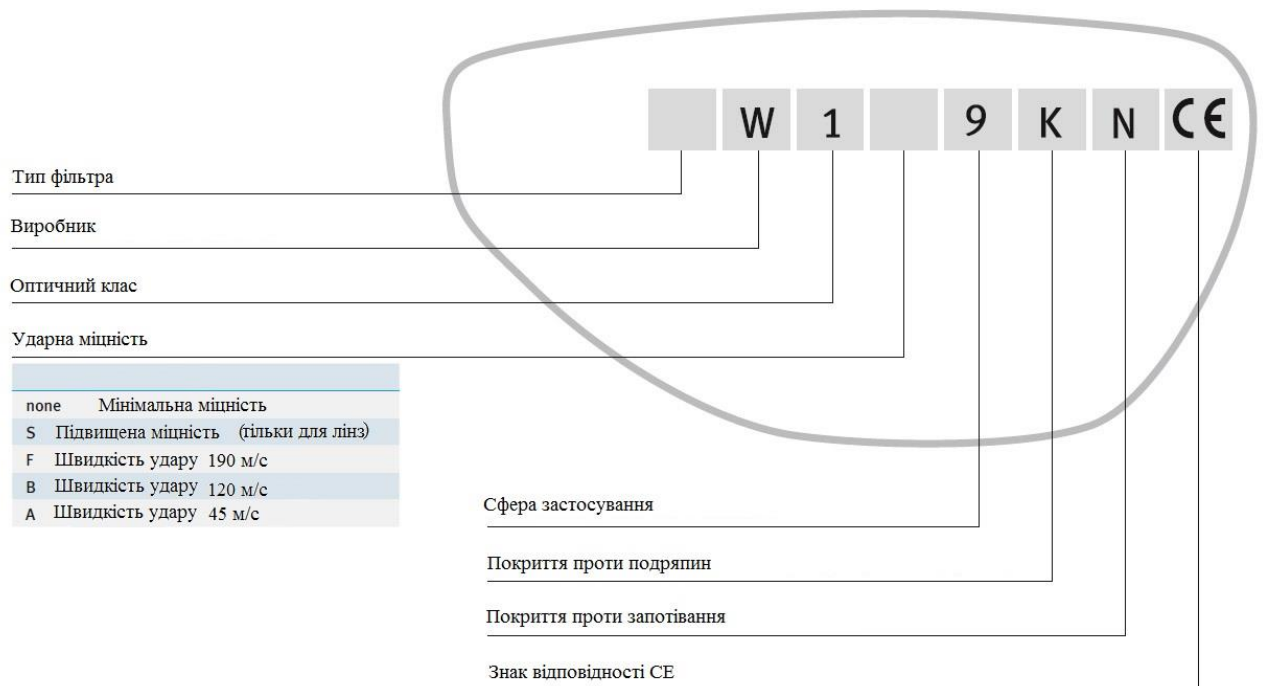 W 1 9 K N CE
Тип фільтра
Виробник
Оптичний клас
Ударна міцність
none Мінімальна міцність
S Підвищена міцність (тільки для лінз)
F Швидкість удару 190 м/с
B Швидкість удару 120 м/с
A Швидкість удару 45 м/с
Сфера застосування
Покриття проти подряпин
Покриття проти запотівання
Знак відповідності CE